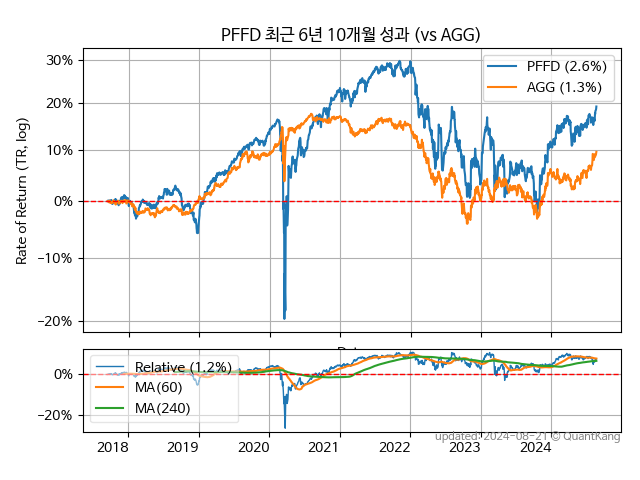 PFFD 최근 6년 10개월 성과 (vs AGG)
Rate of Return (TR, log)
30%
20%
10%
0%
−10%
−20%
PFFD (2.6%)
AGG (1.3%)
0%
−20%
Relative (1.2%)
MA(60)
MA(240)
2018 2019 2020 2021 2022 2023 2024
updated: 2024-08-21 © QuantKang